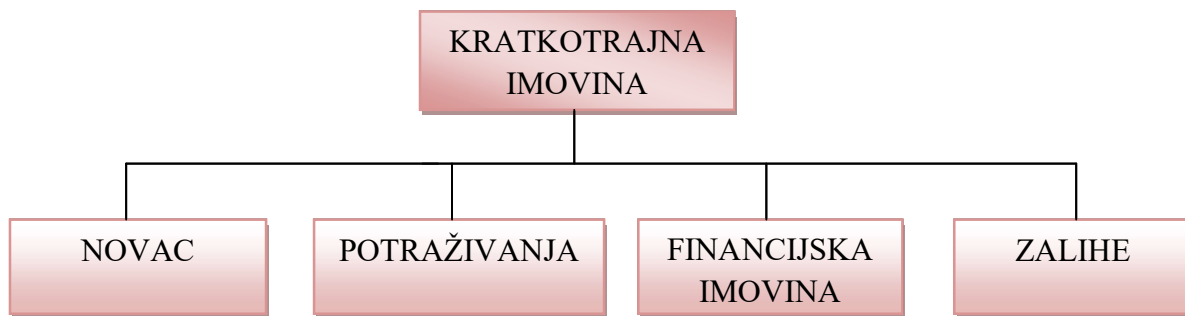 KRATKOTRAJNA
IMOVINA
NOVAC
POTRAŽIVANJA
FINANCIJSKA
IMOVINA
ZALIHE